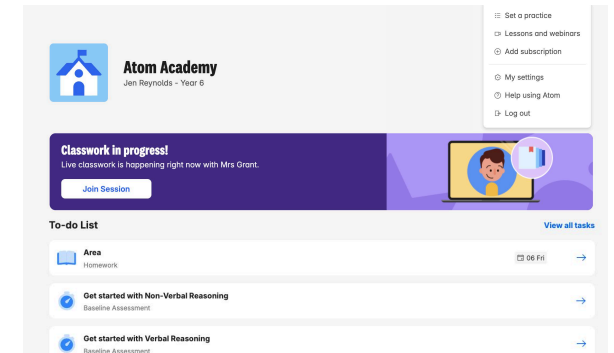 Set a practice
Lessons and webinars
Add subscription
My settings
Help using Atom
Log out
Atom Academy
Jen Reynolds - Year 6
Classwork in progress!
Live classwork is happening right now with Mrs Grant.
Join Session
To-do List
View all tasks
Area
Homework
06 Fri
Get started with Non-Verbal Reasoning
Baseline Assessment
Get started with Verbal Reasoning
Baseline Assessment